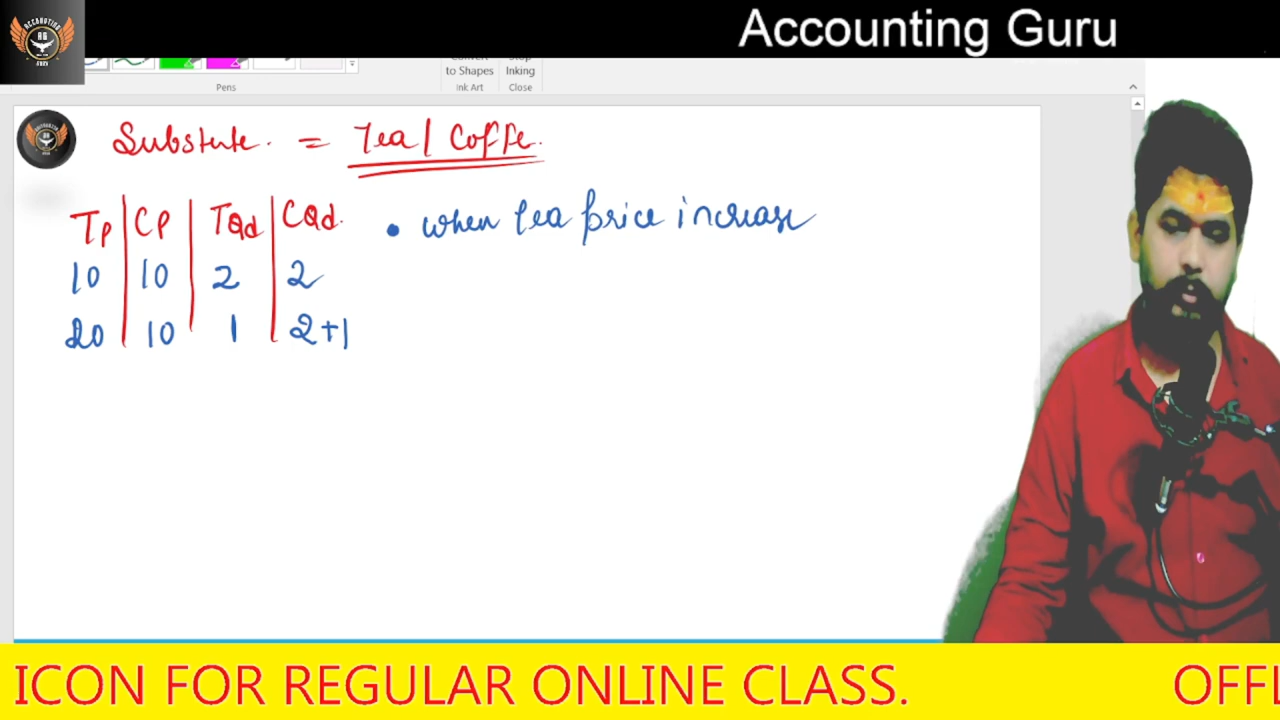 Accounting Guru
to Shapes
Inking
Pens
Ink Art
Close
Substute. = Tea / Coffe.
TP CP TQd CQd.
10 10 2 2
20 10 1 2+1
• when tea price increase
ICON FOR REGULAR ONLINE CLASS.
OFFL